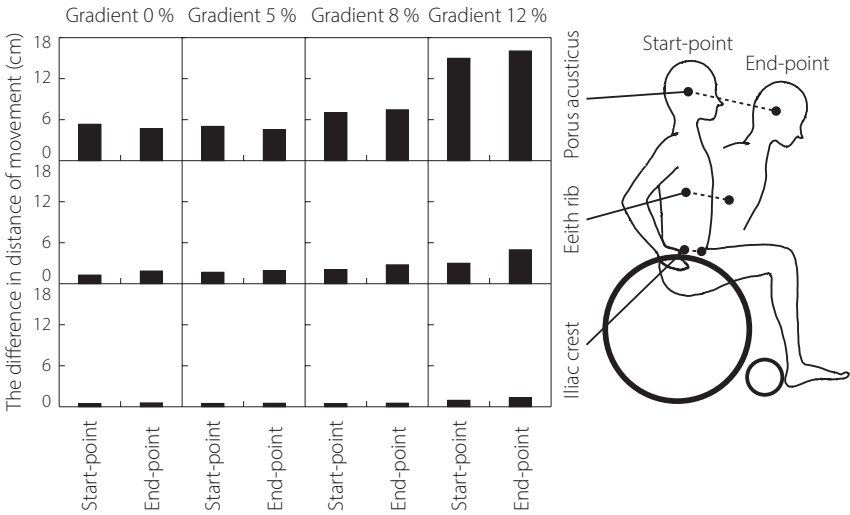 Gradient 0 %
Gradient 5 %
Gradient 8 %
Gradient 12 %
The difference in distance of movement (cm)
18
12
6
0
18
12
6
0
18
12
6
0
Start-point
End-point
Start-point
End-point
Start-point
End-point
Start-point
End-point
Porus acusticus
Eeith rib
Iliac crest
Start-point
End-point